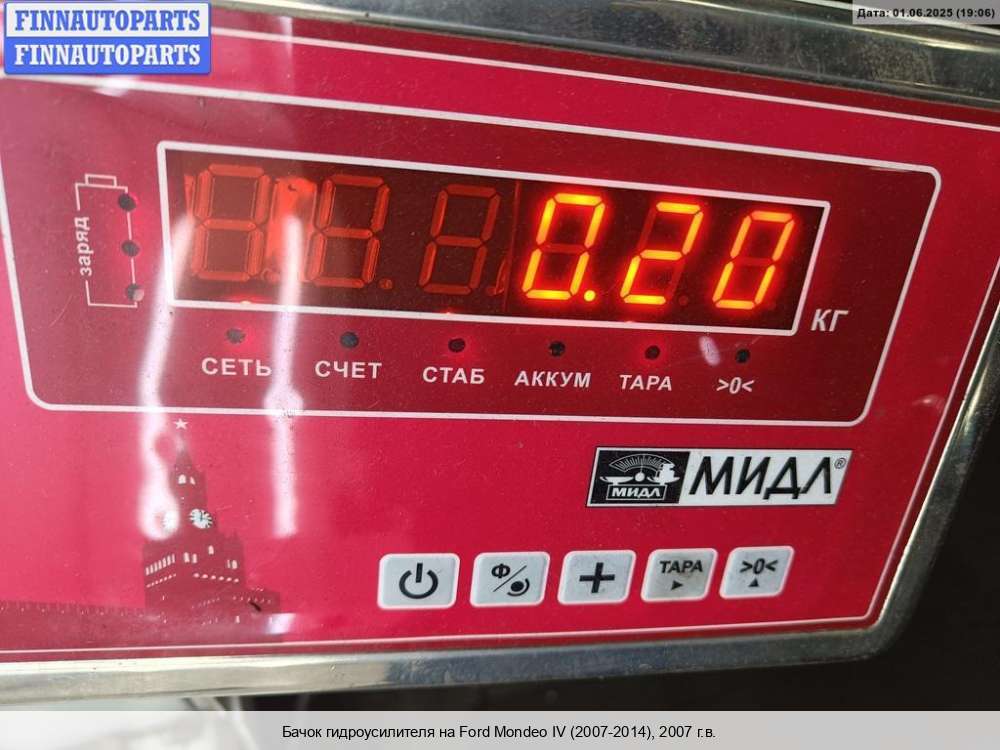 FINNAUTOPARTS
FINNAUTOPARTS
Дата: 01.06.2025 (19:06)
заряд
0.20
КГ
СЕТЬ СЧЕТ СТАБ АККУМ ТАРА >0<
МИДЛ МИДЛ®
Ф ТАРА >0<
Бачок гидроусилителя на Ford Mondeo IV (2007-2014), 2007 г.в.